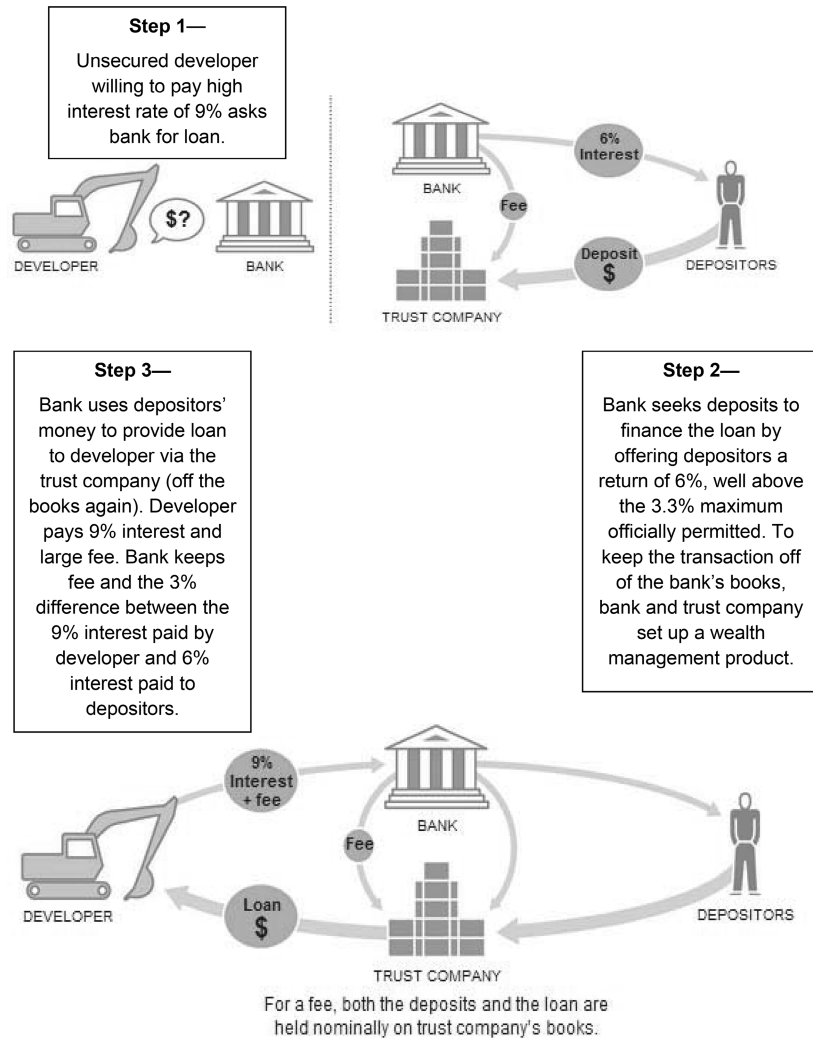 Step 1—
Unsecured developer
willing to pay high
interest rate of 9% asks
bank for loan.
$?
DEVELOPER
BANK
BANK
6%
Interest
Fee
Deposit
$
DEPOSITORS
TRUST COMPANY
Step 2—
Bank seeks deposits to
finance the loan by
offering depositors a
return of 6%, well above
the 3.3% maximum
officially permitted. To
keep the transaction off
of the bank’s books,
bank and trust company
set up a wealth
management product.
Step 3—
Bank uses depositors’
money to provide loan
to developer via the
trust company (off the
books again). Developer
pays 9% interest and
large fee. Bank keeps
fee and the 3%
difference between the
9% interest paid by
developer and 6%
interest paid to
depositors.
9%
Interest
+ fee
BANK
Fee
DEVELOPER
Loan
$
DEPOSITORS
TRUST COMPANY
For a fee, both the deposits and the loan are
held nominally on trust company’s books.